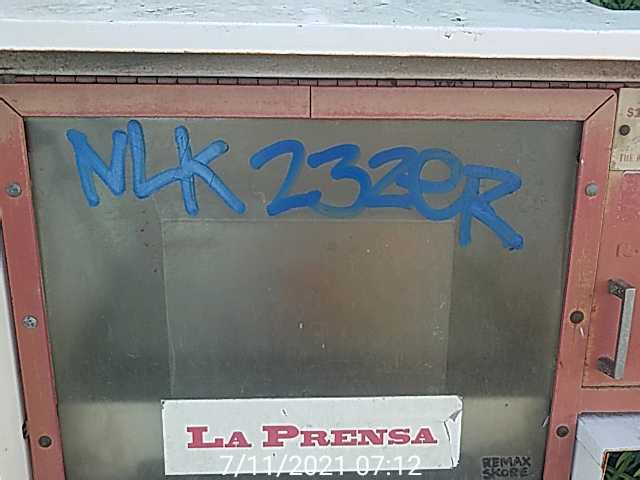 NLK 232eR
LA PRENSA
7/11/2021 07:12
REMAX
SKORE